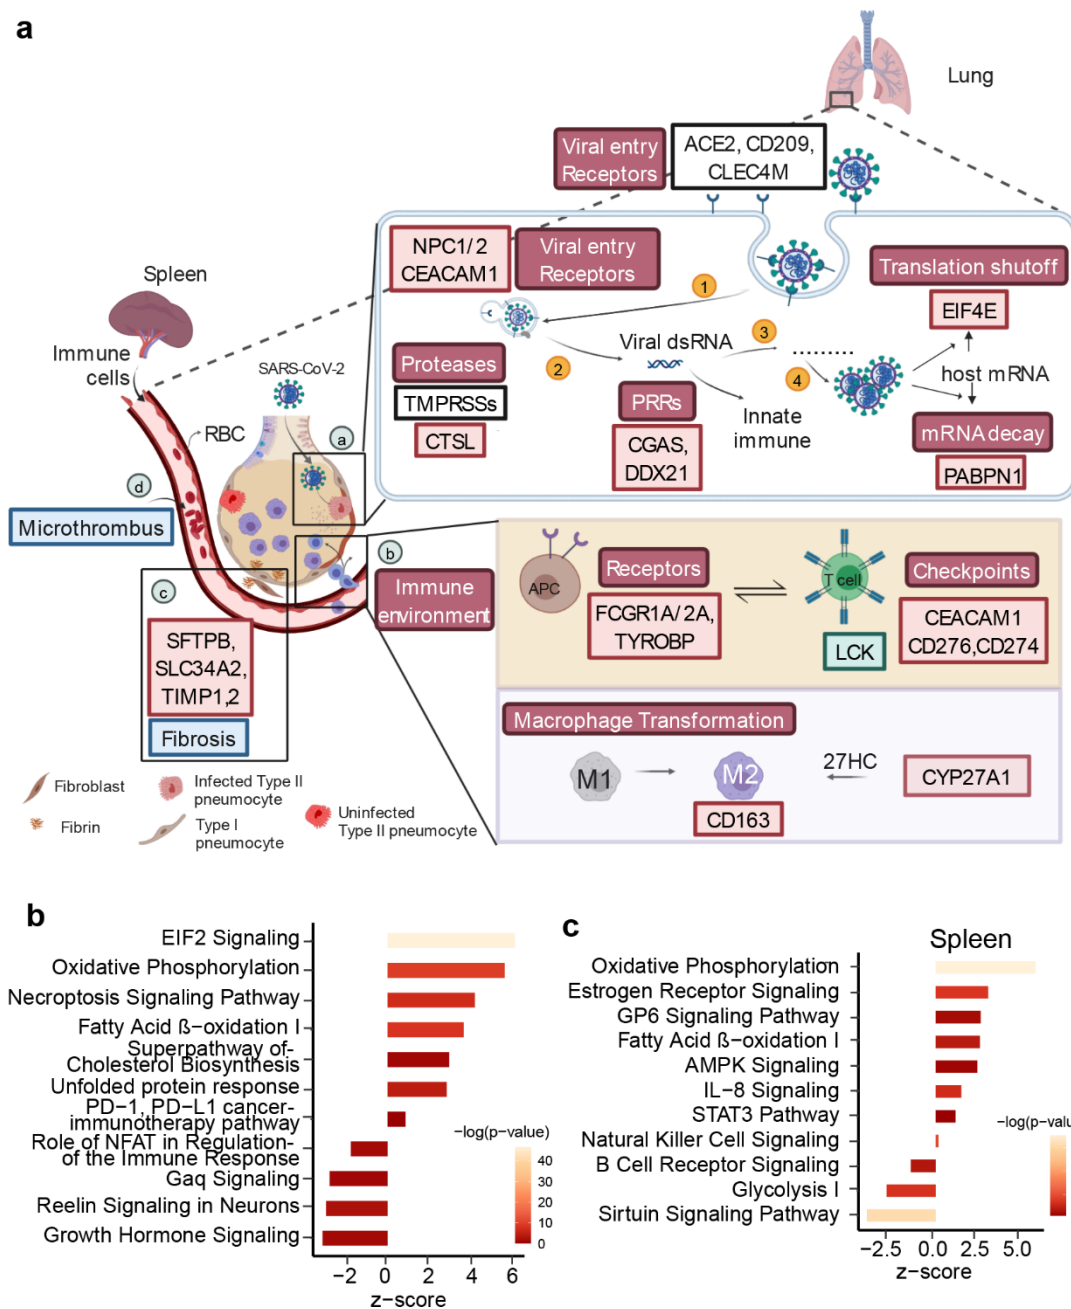 a
Lung
Viral entry
Receptors
ACE2, CD209,
CLEC4M
NPC1/2
CEACAM1
Viral entry
Receptors
Translation shutoff
EIF4E
Spleen
Immune
cells
SARS-CoV-2
1
2
3
4
Viral dsRNA
host mRNA
Proteases
TMPRSSs
CTSL
PRRs
CGAS,
DDX21
Innate
immune
mRNA decay
PABPN1
RBC
a
d
Microthrombus
b
Immune
environment
c
SFTPB,
SLC34A2,
TIMP1,2
Fibrosis
APC
Receptors
FCGR1A/2A,
TYROBP
T cell
LCK
Checkpoints
CEACAM1
CD276,CD274
Macrophage Transformation
M1
M2
27HC
CYP27A1
CD163
Fibroblast
Infected Type II
pneumocyte
Fibrin
Type I
pneumocyte
Uninfected
Type II pneumocyte
b
EIF2 Signaling
Oxidative Phosphorylation
Necroptosis Signaling Pathway
Fatty Acid ß−oxidation I
Superpathway of-
Cholesterol Biosynthesis
Unfolded protein response
PD−1, PD−L1 cancer-
immunotherapy pathway
Role of NFAT in Regulation-
of the Immune Response
Gaq Signaling
Reelin Signaling in Neurons
Growth Hormone Signaling
−log(p−value)
40
30
20
10
0
−2 0 2 4 6
z−score
c
Spleen
Oxidative Phosphorylation
Estrogen Receptor Signaling
GP6 Signaling Pathway
Fatty Acid ß−oxidation I
AMPK Signaling
IL−8 Signaling
STAT3 Pathway
Natural Killer Cell Signaling
B Cell Receptor Signaling
Glycolysis I
Sirtuin Signaling Pathway
−log(p−valu
−2.5 0.0 2.5 5.0
z−score